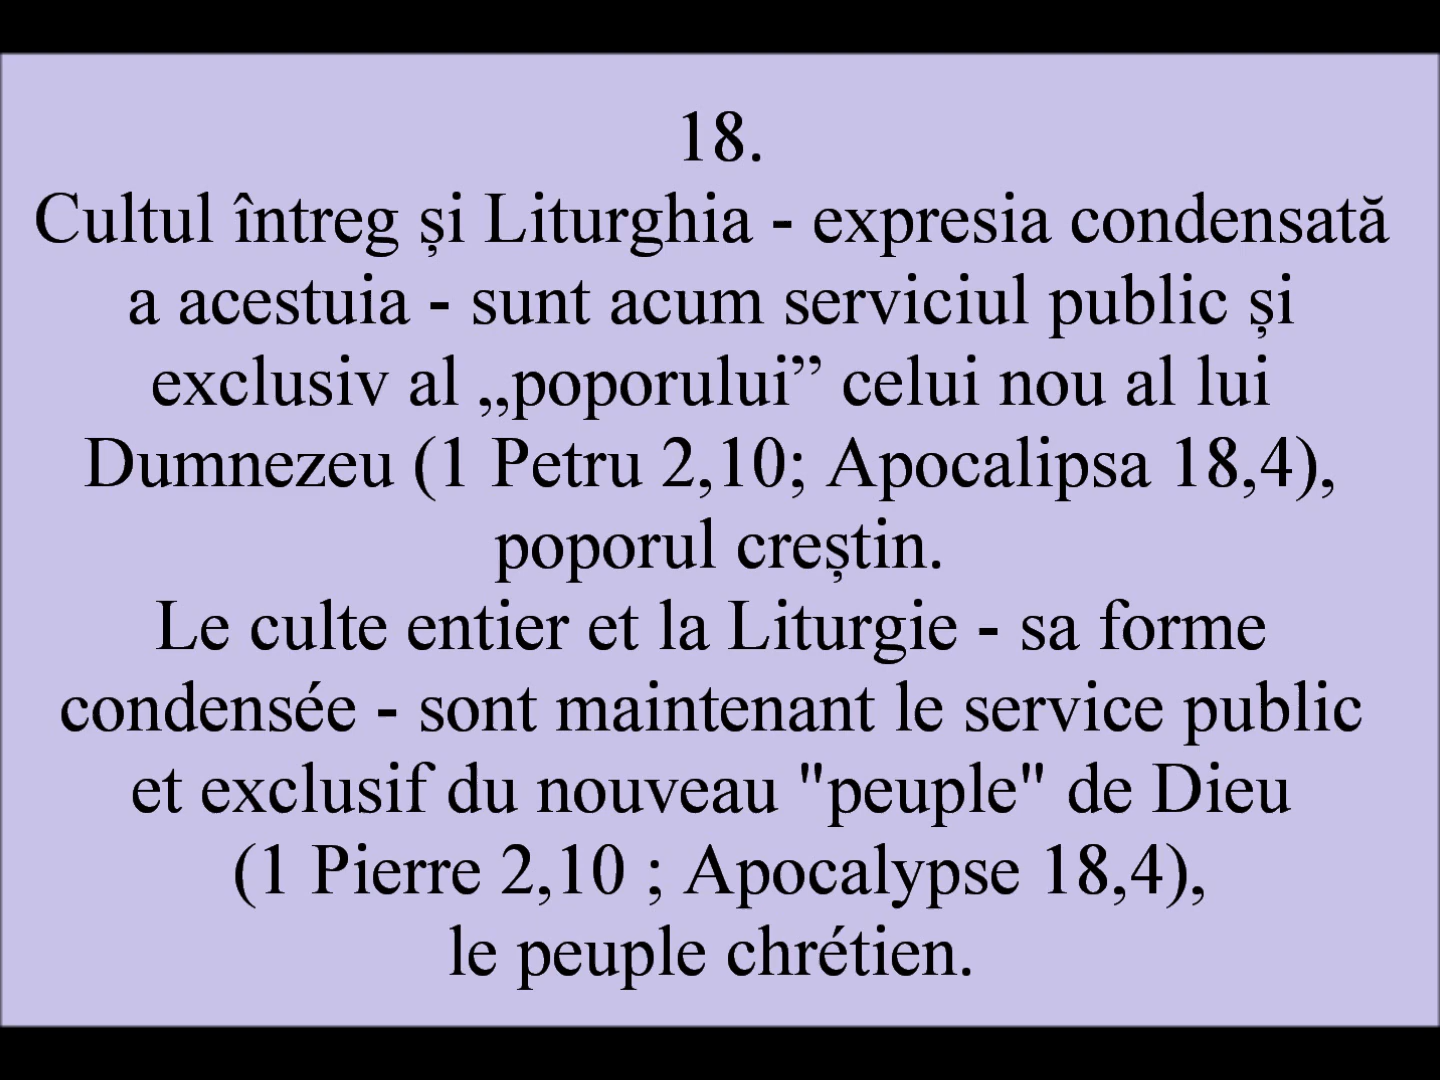 18.
Cultul întreg și Liturghia - expresia condensată
a acestuia - sunt acum serviciul public și
exclusiv al „poporului” celui nou al lui
Dumnezeu (1 Petru 2,10; Apocalipsa 18,4),
poporul creștin.
Le culte entier et la Liturgie - sa forme
condensée - sont maintenant le service public
et exclusif du nouveau "peuple" de Dieu
(1 Pierre 2,10 ; Apocalypse 18,4),
le peuple chrétien.